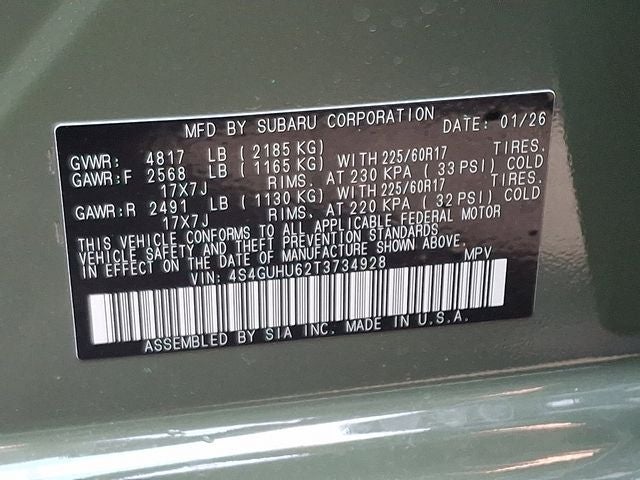 MFD BY SUBARU CORPORATION DATE: 01/26
GVWR: 4817 LB (2185 KG)
GAWR:F 2568 LB (1165 KG) WITH 225/60R17 TIRES.
17X7J RIMS. AT 230 KPA (33 PSI) COLD
GAWR:R 2491 LB (1130 KG) WITH 225/60R17 TIRES.
17X7J RIMS. AT 220 KPA (32 PSI) COLD
THIS VEHICLE CONFORMS TO ALL APPLICABLE FEDERAL MOTOR
VEHICLE SAFETY AND THEFT PREVENTION STANDARDS
IN EFFECT ON THE DATE OF MANUFACTURE SHOWN ABOVE.
VIN: 4S4GUHU62T3734928 MPV
ASSEMBLED BY SIA INC. MADE IN U.S.A.